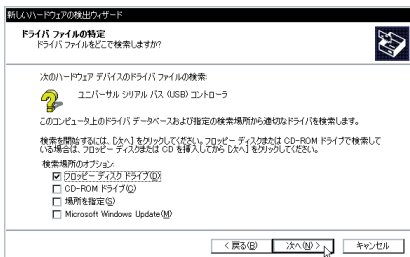 新しいハードウェアの検出ウィザード
ドライバ ファイルの特定
ドライバ ファイルをどこで検索しますか?
次のハードウェア デバイスのドライバ ファイルの検索:
ユニバーサル シリアル バス (USB) コントローラ
このコンピュータ上のドライバ データベースおよび指定の検索場所から適切なドライバを検索します。
検索を開始するには、[次へ] をクリックしてください。フロッピー ディスクまたは CD-ROM ドライブで検索して
いる場合は、フロッピー ディスクまたは CD を挿入してから [次へ] をクリックしてください。
検索場所のオプション:
フロッピー ディスク ドライブ(D)
CD-ROM ドライブ(C)
場所を指定(S)
Microsoft Windows Update(M)
< 戻る(B)
次へ(N) >
キャンセル